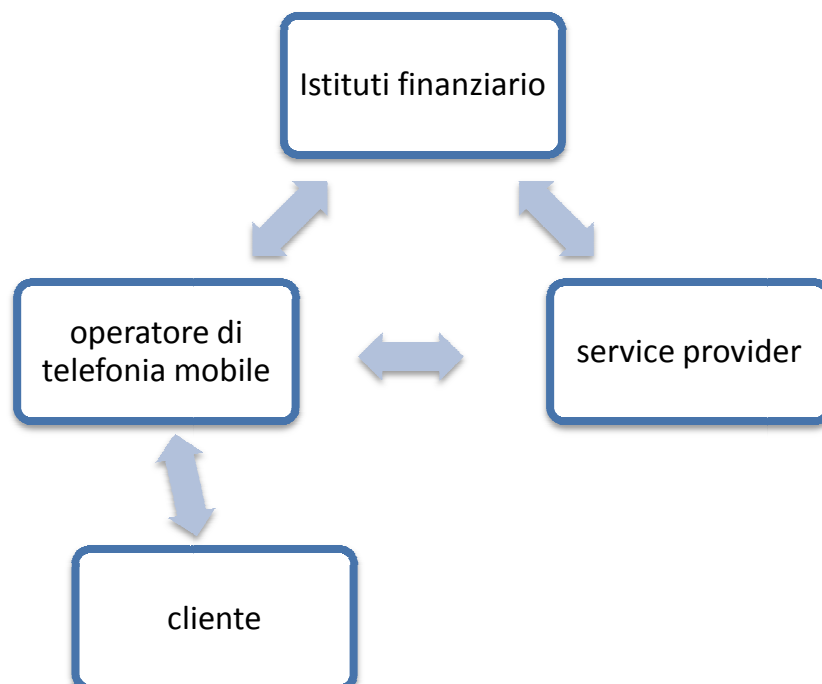 Istituti finanziario
operatore di
telefonia mobile
service provider
cliente